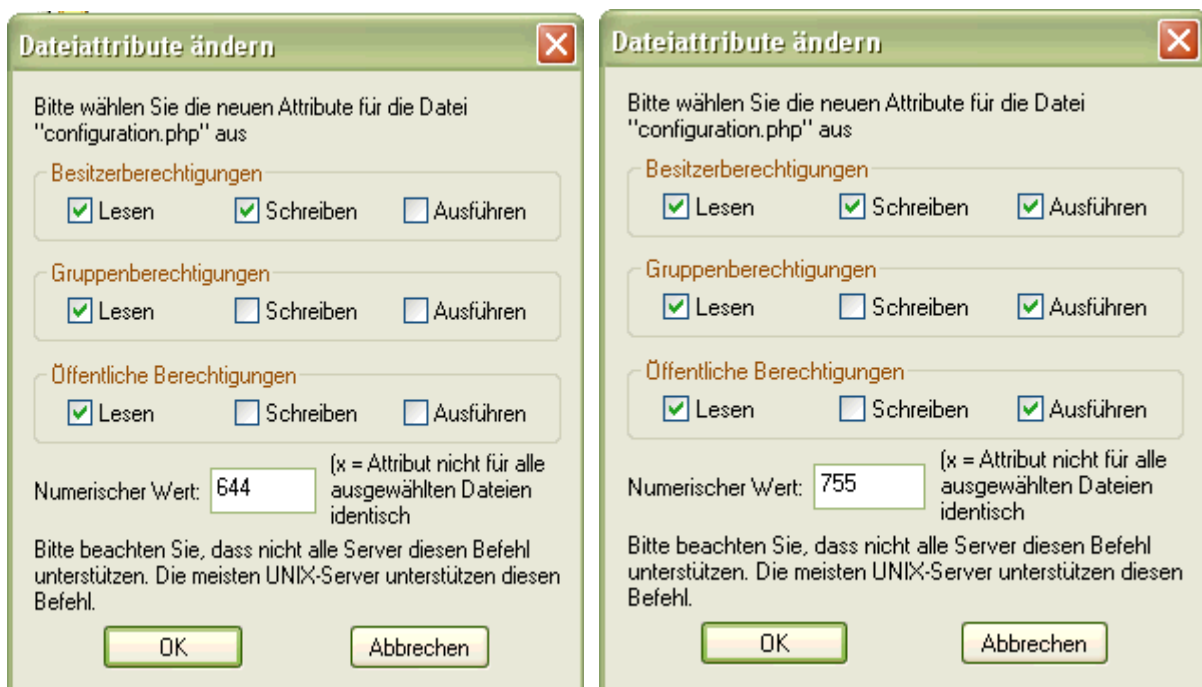 Dateiattribute ändern
Bitte wählen Sie die neuen Attribute für die Datei
"configuration.php" aus
Besitzerberechtigungen
Lesen Schreiben Ausführen
Gruppenberechtigungen
Lesen Schreiben Ausführen
Öffentliche Berechtigungen
Lesen Schreiben Ausführen
Numerischer Wert: 644
(x = Attribut nicht für alle
ausgewählten Dateien
identisch
Bitte beachten Sie, dass nicht alle Server diesen Befehl
unterstützen. Die meisten UNIX-Server unterstützen diesen
Befehl.
OK Abbrechen
Dateiattribute ändern
Bitte wählen Sie die neuen Attribute für die Datei
"configuration.php" aus
Besitzerberechtigungen
Lesen Schreiben Ausführen
Gruppenberechtigungen
Lesen Schreiben Ausführen
Öffentliche Berechtigungen
Lesen Schreiben Ausführen
Numerischer Wert: 755
(x = Attribut nicht für alle
ausgewählten Dateien
identisch
Bitte beachten Sie, dass nicht alle Server diesen Befehl
unterstützen. Die meisten UNIX-Server unterstützen diesen
Befehl.
OK Abbrechen